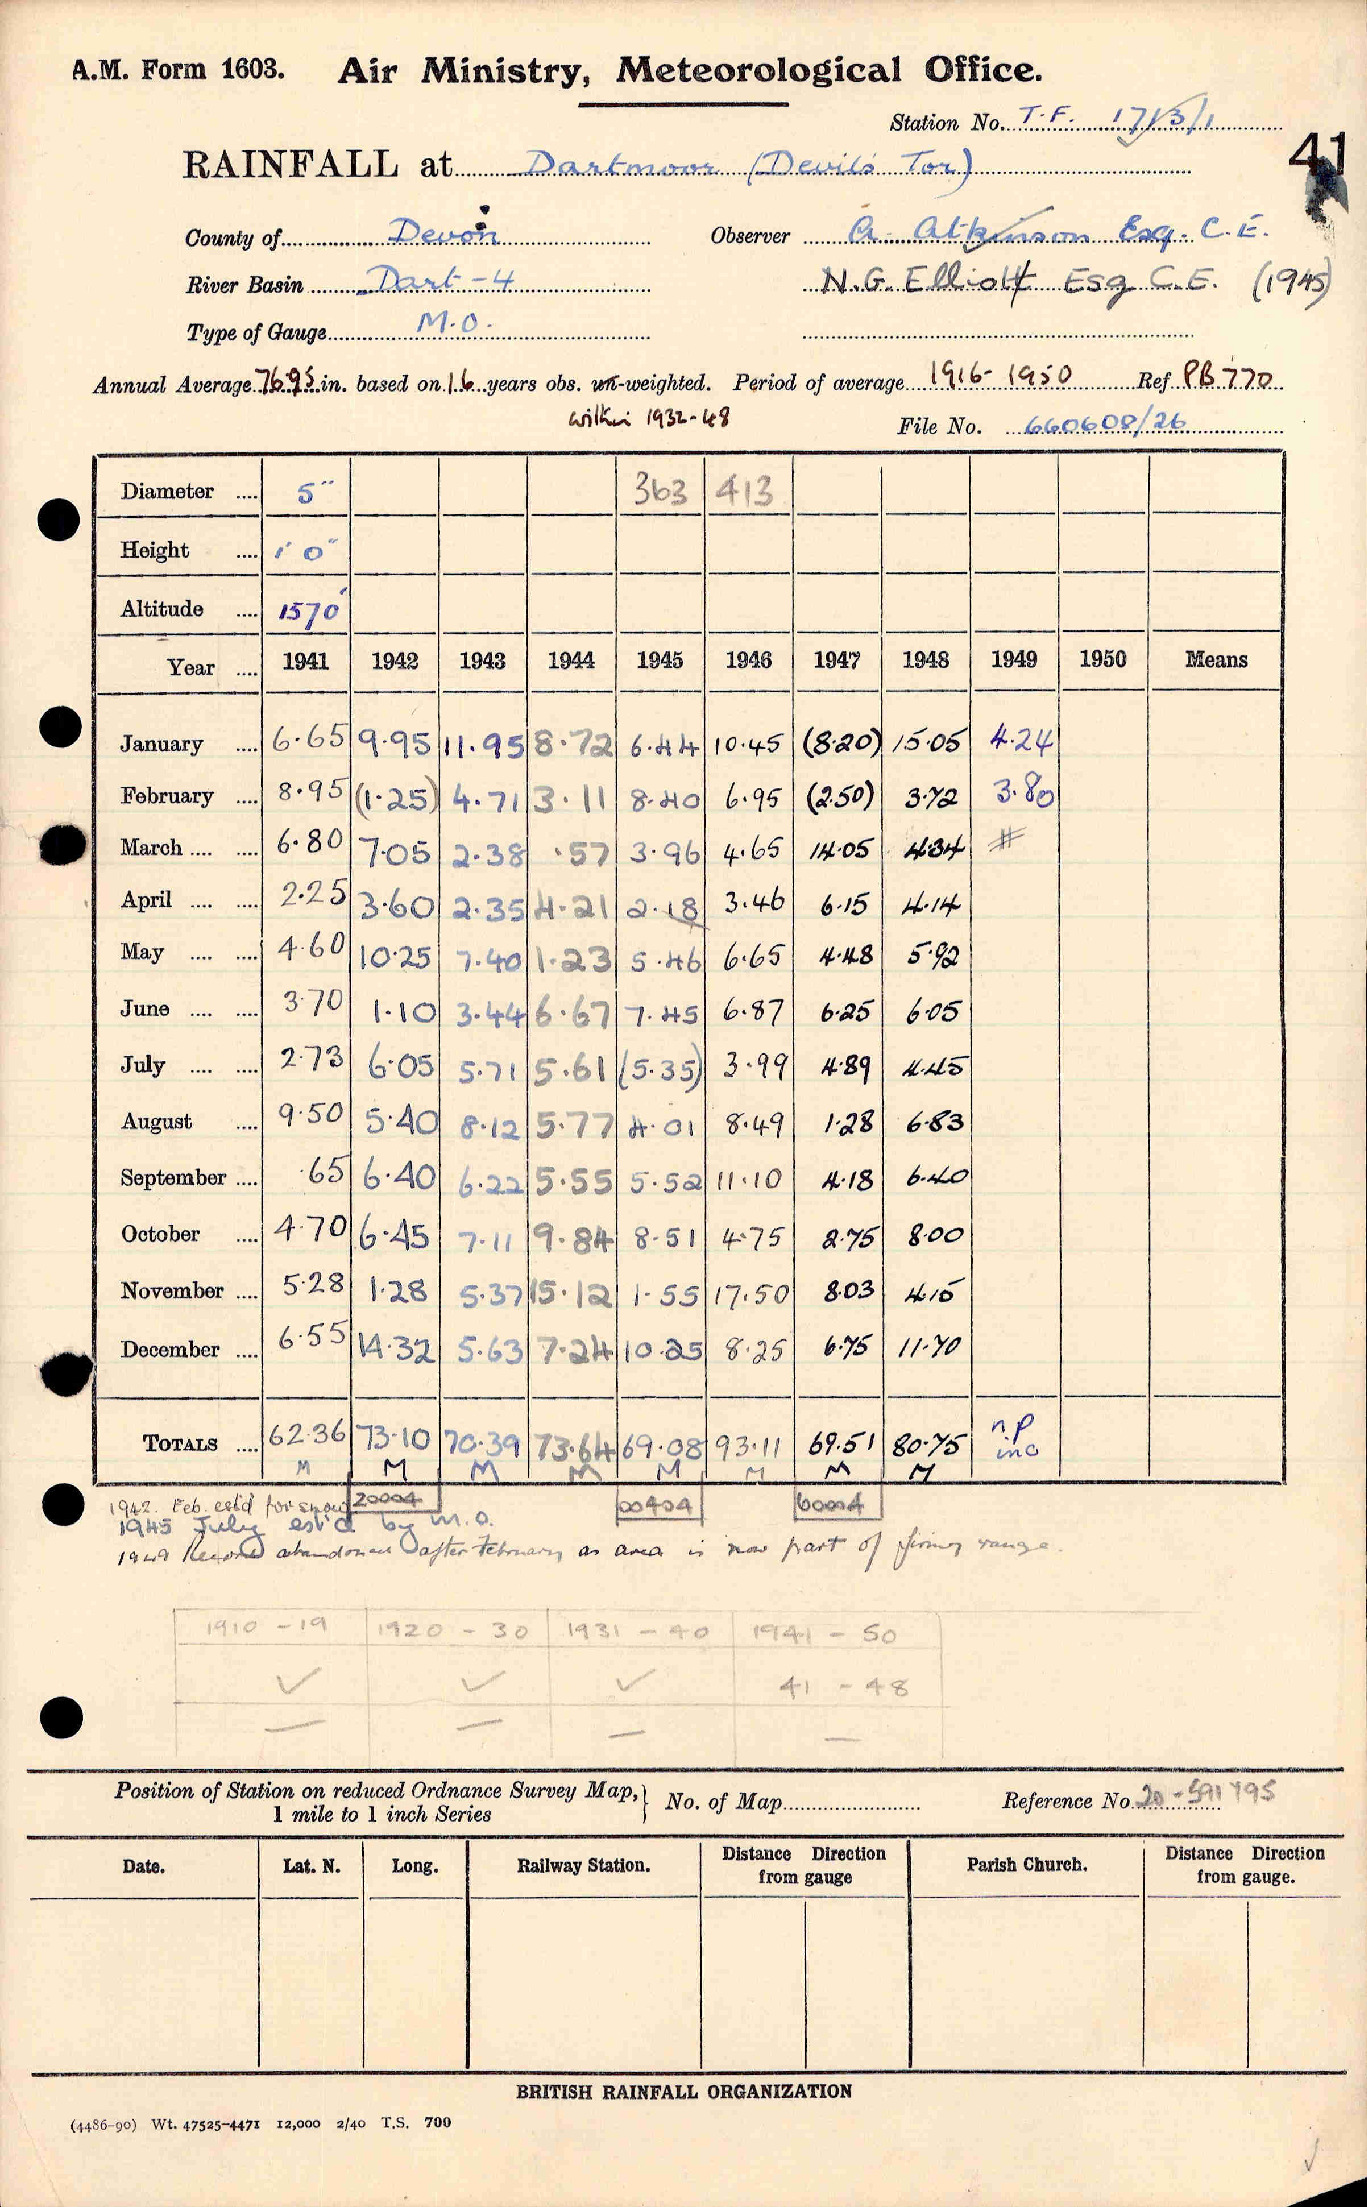 A.M. Form 1603. Air Ministry, Meteorological Office.
Station No. T.F. 1713/1
41
RAINFALL at Dartmoor (Devil's Tor)
County of Devon Observer A. Atkinson Esq. C.E.
River Basin Dart-4 N.G. Elliott Esq C.E. (1945)
Type of Gauge M.O.
Annual Average 76.95 in. based on 16 years obs. un-weighted. Period of average 1916-1950 Ref PB 770
1932-48 File No. 660608/26
Diameter .... 5" 363 413
Height .... 1' 0"
Altitude .... 1570'
Year .... 1941 1942 1943 1944 1945 1946 1947 1948 1949 1950 Means
January .... 6.65 9.95 11.95 8.72 6.44 10.45 (8.20) 15.05 4.24
February .... 8.95 (1.25) 4.71 3.11 8.40 6.95 (2.50) 3.72 3.80
March .... .... 6.80 7.05 2.38 .57 3.96 4.65 14.05 4.34 #
April .... .... 2.25 3.60 2.35 4.21 2.18 3.46 6.15 4.14
May .... .... 4.60 10.25 7.40 1.23 5.46 6.65 4.48 5.92
June .... .... 3.70 1.10 3.44 6.67 7.45 6.87 6.25 6.05
July .... .... 2.73 6.05 5.71 5.61 (5.35) 3.99 4.89 4.45
August .... 9.50 5.40 8.12 5.77 4.01 8.49 1.28 6.83
September .... .65 6.40 6.22 5.55 5.52 11.10 4.18 6.40
October .... 4.70 6.45 7.11 9.84 8.51 4.75 2.75 8.00
November .... 5.28 1.28 5.37 15.12 1.55 17.50 8.03 4.15
December .... 6.55 14.32 5.63 7.24 10.25 8.25 6.75 11.70
TOTALS .... 62.36 73.10 70.39 73.64 69.08 93.11 69.51 80.75 n.p inc
M M M M M M M M
1942. Feb. est'd for snow 20004 00404 60004
1945 July est'd by M.O.
1949 Record abandoned after February as area is now part of firing range.
1910 - 19 1920 - 30 1931 - 40 1941 - 50
✓ ✓ ✓ 41 - 48
— — — —
Position of Station on reduced Ordnance Survey Map, 1 mile to 1 inch Series } No. of Map Reference No. 20-591795
Date. Lat. N. Long. Railway Station. Distance from gauge Direction Parish Church. Distance Direction from gauge.
BRITISH RAINFALL ORGANIZATION
(4486-90) Wt. 47525-4471 12,000 2/40 T.S. 700